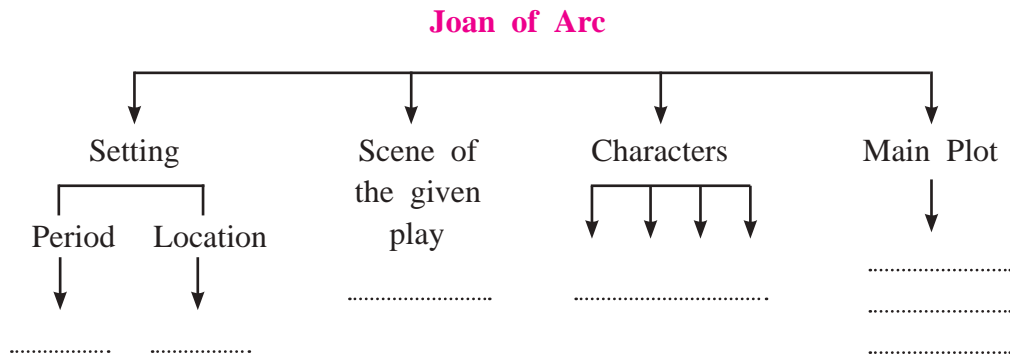 Joan of Arc
Setting
Scene of
the given
play
Characters
Main Plot
Period
Location